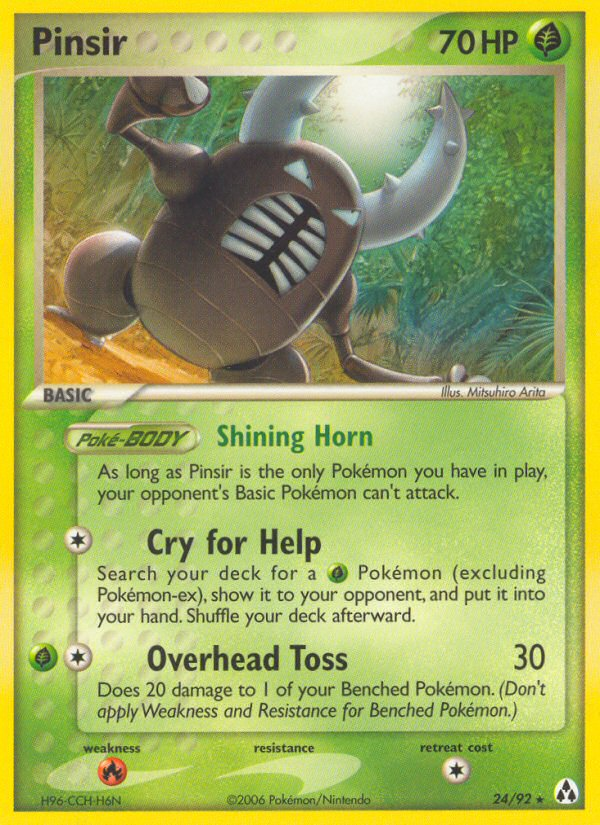 Pinsir 70 HP
BASIC
Illus. Mitsuhiro Arita
Poké-BODY Shining Horn
As long as Pinsir is the only Pokémon you have in play,
your opponent's Basic Pokémon can't attack.
Cry for Help
Search your deck for a Pokémon (excluding
Pokémon-ex), show it to your opponent, and put it into
your hand. Shuffle your deck afterward.
Overhead Toss 30
Does 20 damage to 1 of your Benched Pokémon. (Don't
apply Weakness and Resistance for Benched Pokémon.)
weakness resistance retreat cost
H96-CCH-H6N ©2006 Pokémon/Nintendo 24/92 ★